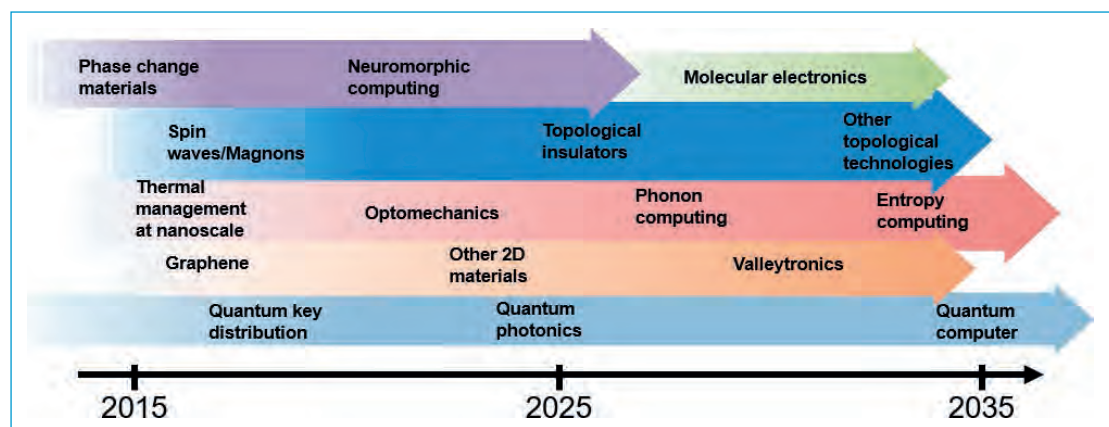 Phase change
materials
Neuromorphic
computing
Molecular electronics
Spin
waves/Magnons
Topological
insulators
Other
topological
technologies
Thermal
management
at nanoscale
Optomechanics
Phonon
computing
Entropy
computing
Graphene
Other 2D
materials
Valleytronics
Quantum key
distribution
Quantum
photonics
Quantum
computer
2015
2025
2035